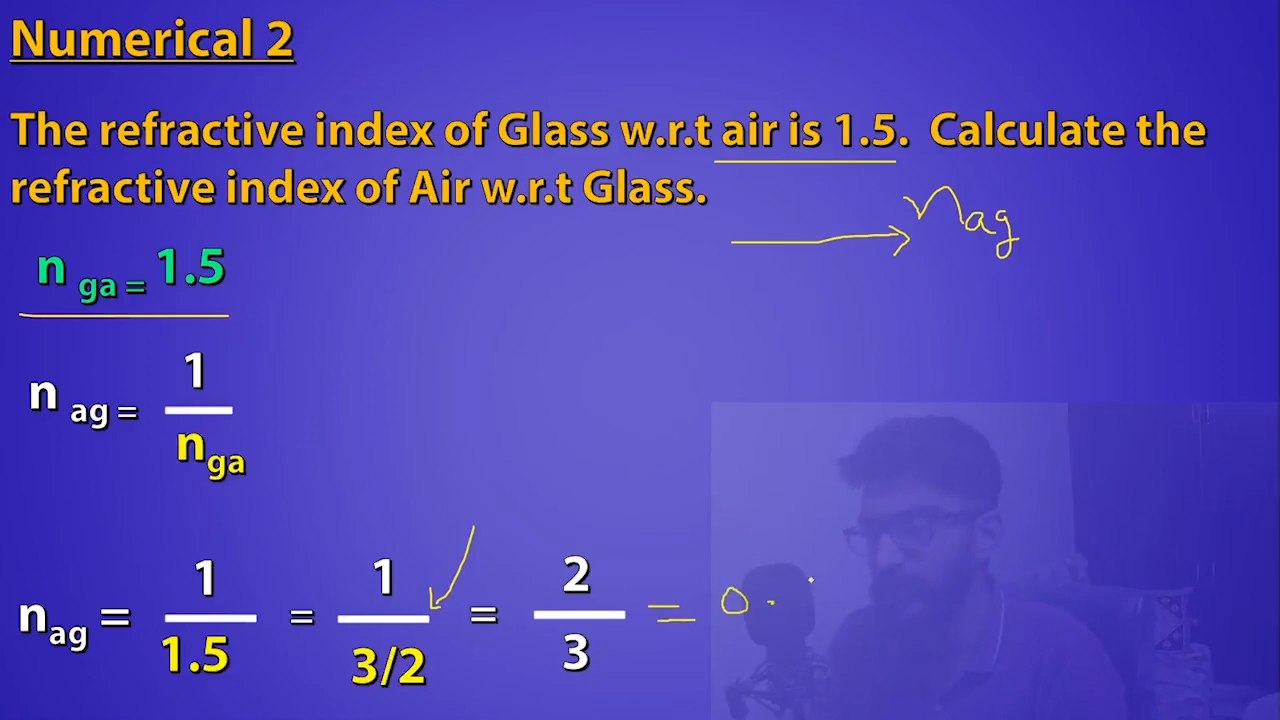 Numerical 2
The refractive index of Glass w.r.t air is 1.5. Calculate the
refractive index of Air w.r.t Glass.
nag
n ga = 1.5
n ag = 1
nga
nag = 1 = 1 = 2 = 0.
1.5 3/2 3